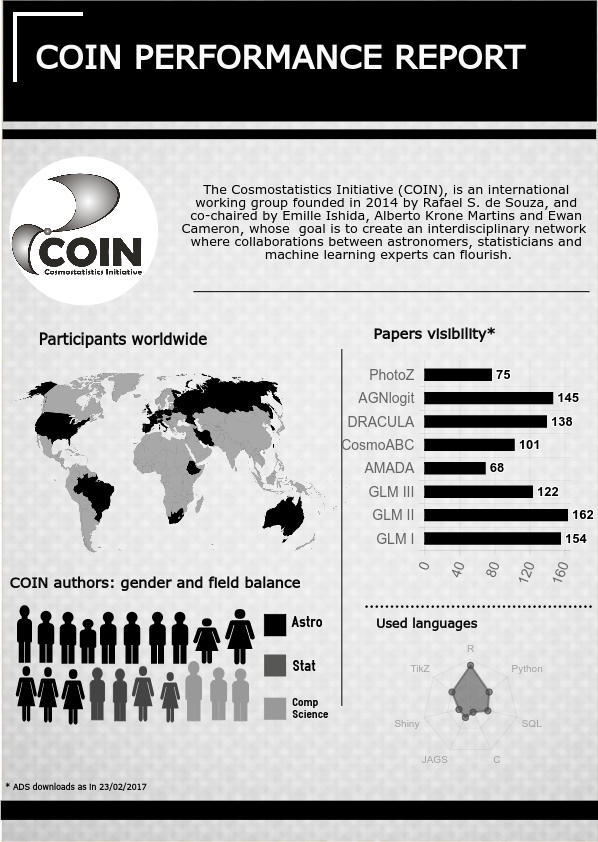 COIN PERFORMANCE REPORT
COIN
Cosmostatistics Initiative
The Cosmostatistics Initiative (COIN), is an international
working group founded in 2014 by Rafael S. de Souza, and
co-chaired by Emille Ishida, Alberto Krone Martins and Ewan
Cameron, whose goal is to create an interdisciplinary network
where collaborations between astronomers, statisticians and
machine learning experts can flourish.
Participants worldwide
Papers visibility*
PhotoZ 75
AGNlogit 145
DRACULA 138
CosmoABC 101
AMADA 68
GLM III 122
GLM II 162
GLM I 154
0 40 80 120 160
COIN authors: gender and field balance
Astro
Stat
Comp
Science
Used languages
R
Python
SQL
C
JAGS
Shiny
TikZ
* ADS downloads as in 23/02/2017